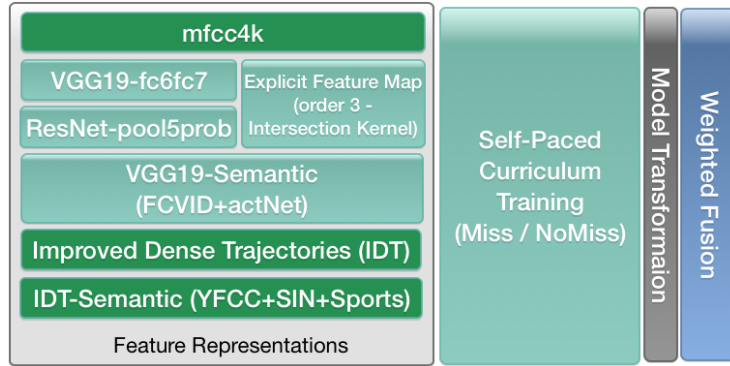 mfcc4k
VGG19-fc6fc7
ResNet-pool5prob
Explicit Feature Map
(order 3 -
Intersection Kernel)
VGG19-Semantic
(FCVID+actNet)
Improved Dense Trajectories (IDT)
IDT-Semantic (YFCC+SIN+Sports)
Feature Representations
Self-Paced
Curriculum
Training
(Miss / NoMiss)
Model Transformaion
Weighted Fusion